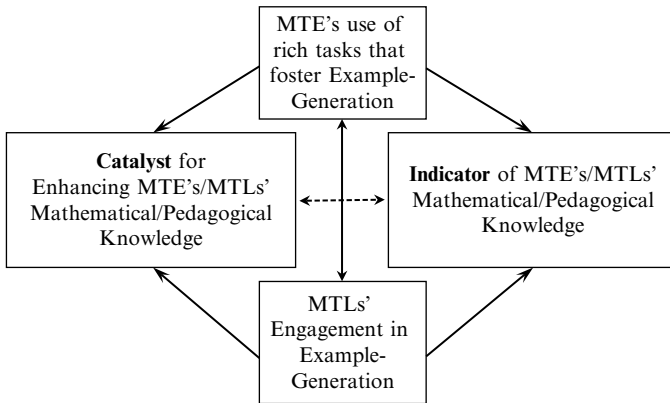 MTE's use of
rich tasks that
foster Example-
Generation
Catalyst for
Enhancing MTE's/MTLs'
Mathematical/Pedagogical
Knowledge
Indicator of MTE's/MTLs'
Mathematical/Pedagogical
Knowledge
MTLs'
Engagement in
Example-
Generation